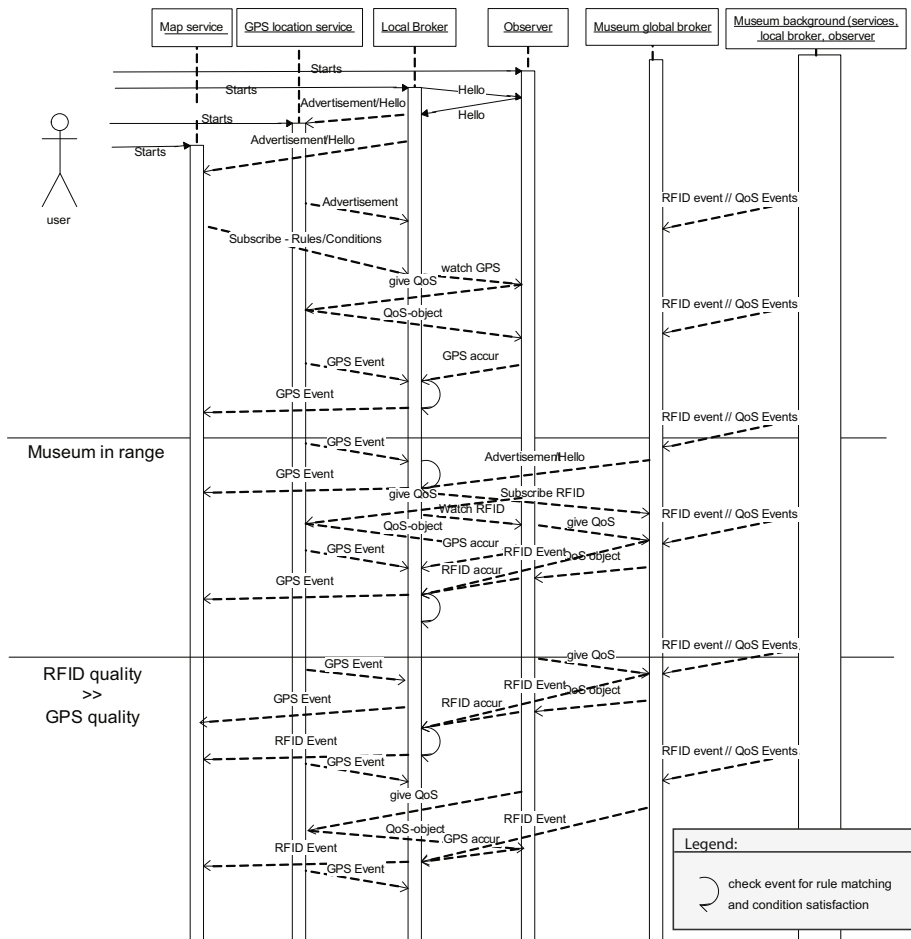 Map service
GPS location service
Local Broker
Observer
Museum global broker
Museum background (services,
local broker, observer
Starts
Starts
Hello
Advertisement/Hello
Hello
Starts
Advertisement/Hello
Starts
user
Advertisement
RFID event // QoS Events
Subscribe - Rules/Conditions
watch GPS
give QoS
RFID event // QoS Events
QoS-object
GPS accur
GPS Event
GPS Event
RFID event // QoS Events
Museum in range
GPS Event
Advertisement/Hello
GPS Event
give QoS
Subscribe RFID
Watch RFID
give QoS
RFID event // QoS Events
QoS-object
GPS accur
GPS Event
RFID Event
QoS object
RFID accur
GPS Event
RFID quality
>>
GPS quality
give QoS
RFID event // QoS Events
GPS Event
RFID Event
QoS object
GPS Event
RFID accur
RFID Event
GPS Event
RFID event // QoS Events
give QoS
RFID Event
QoS-object
GPS accur
RFID Event
GPS Event
Legend:
check event for rule matching
and condition satisfaction